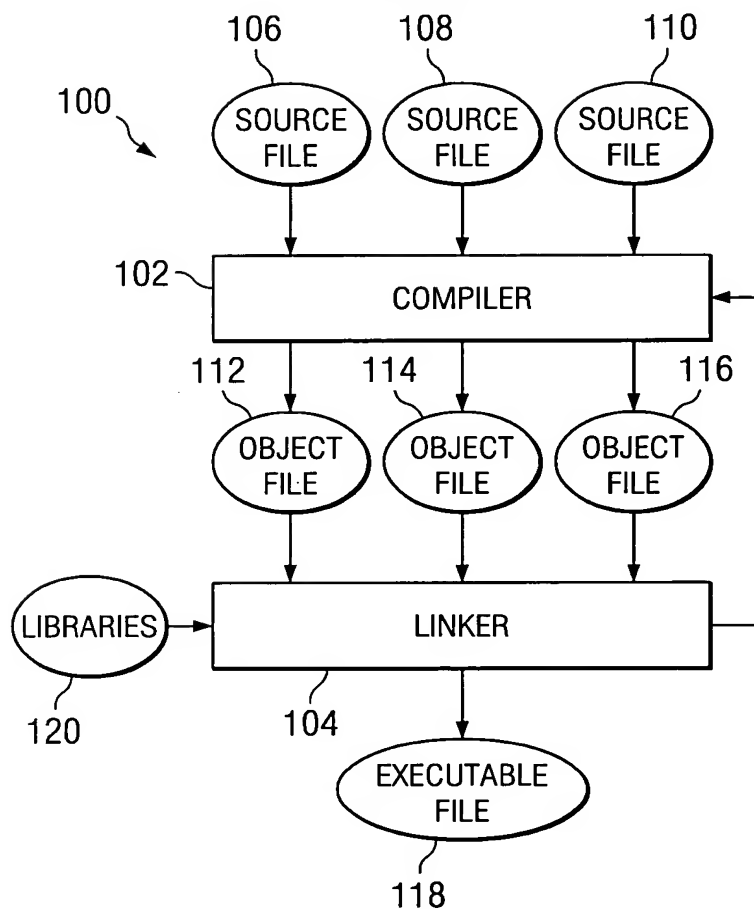 106
108
110
100
SOURCE
FILE
SOURCE
FILE
SOURCE
FILE
102
COMPILER
112
114
116
OBJECT
FILE
OBJECT
FILE
OBJECT
FILE
LIBRARIES
LINKER
120
104
EXECUTABLE
FILE
118